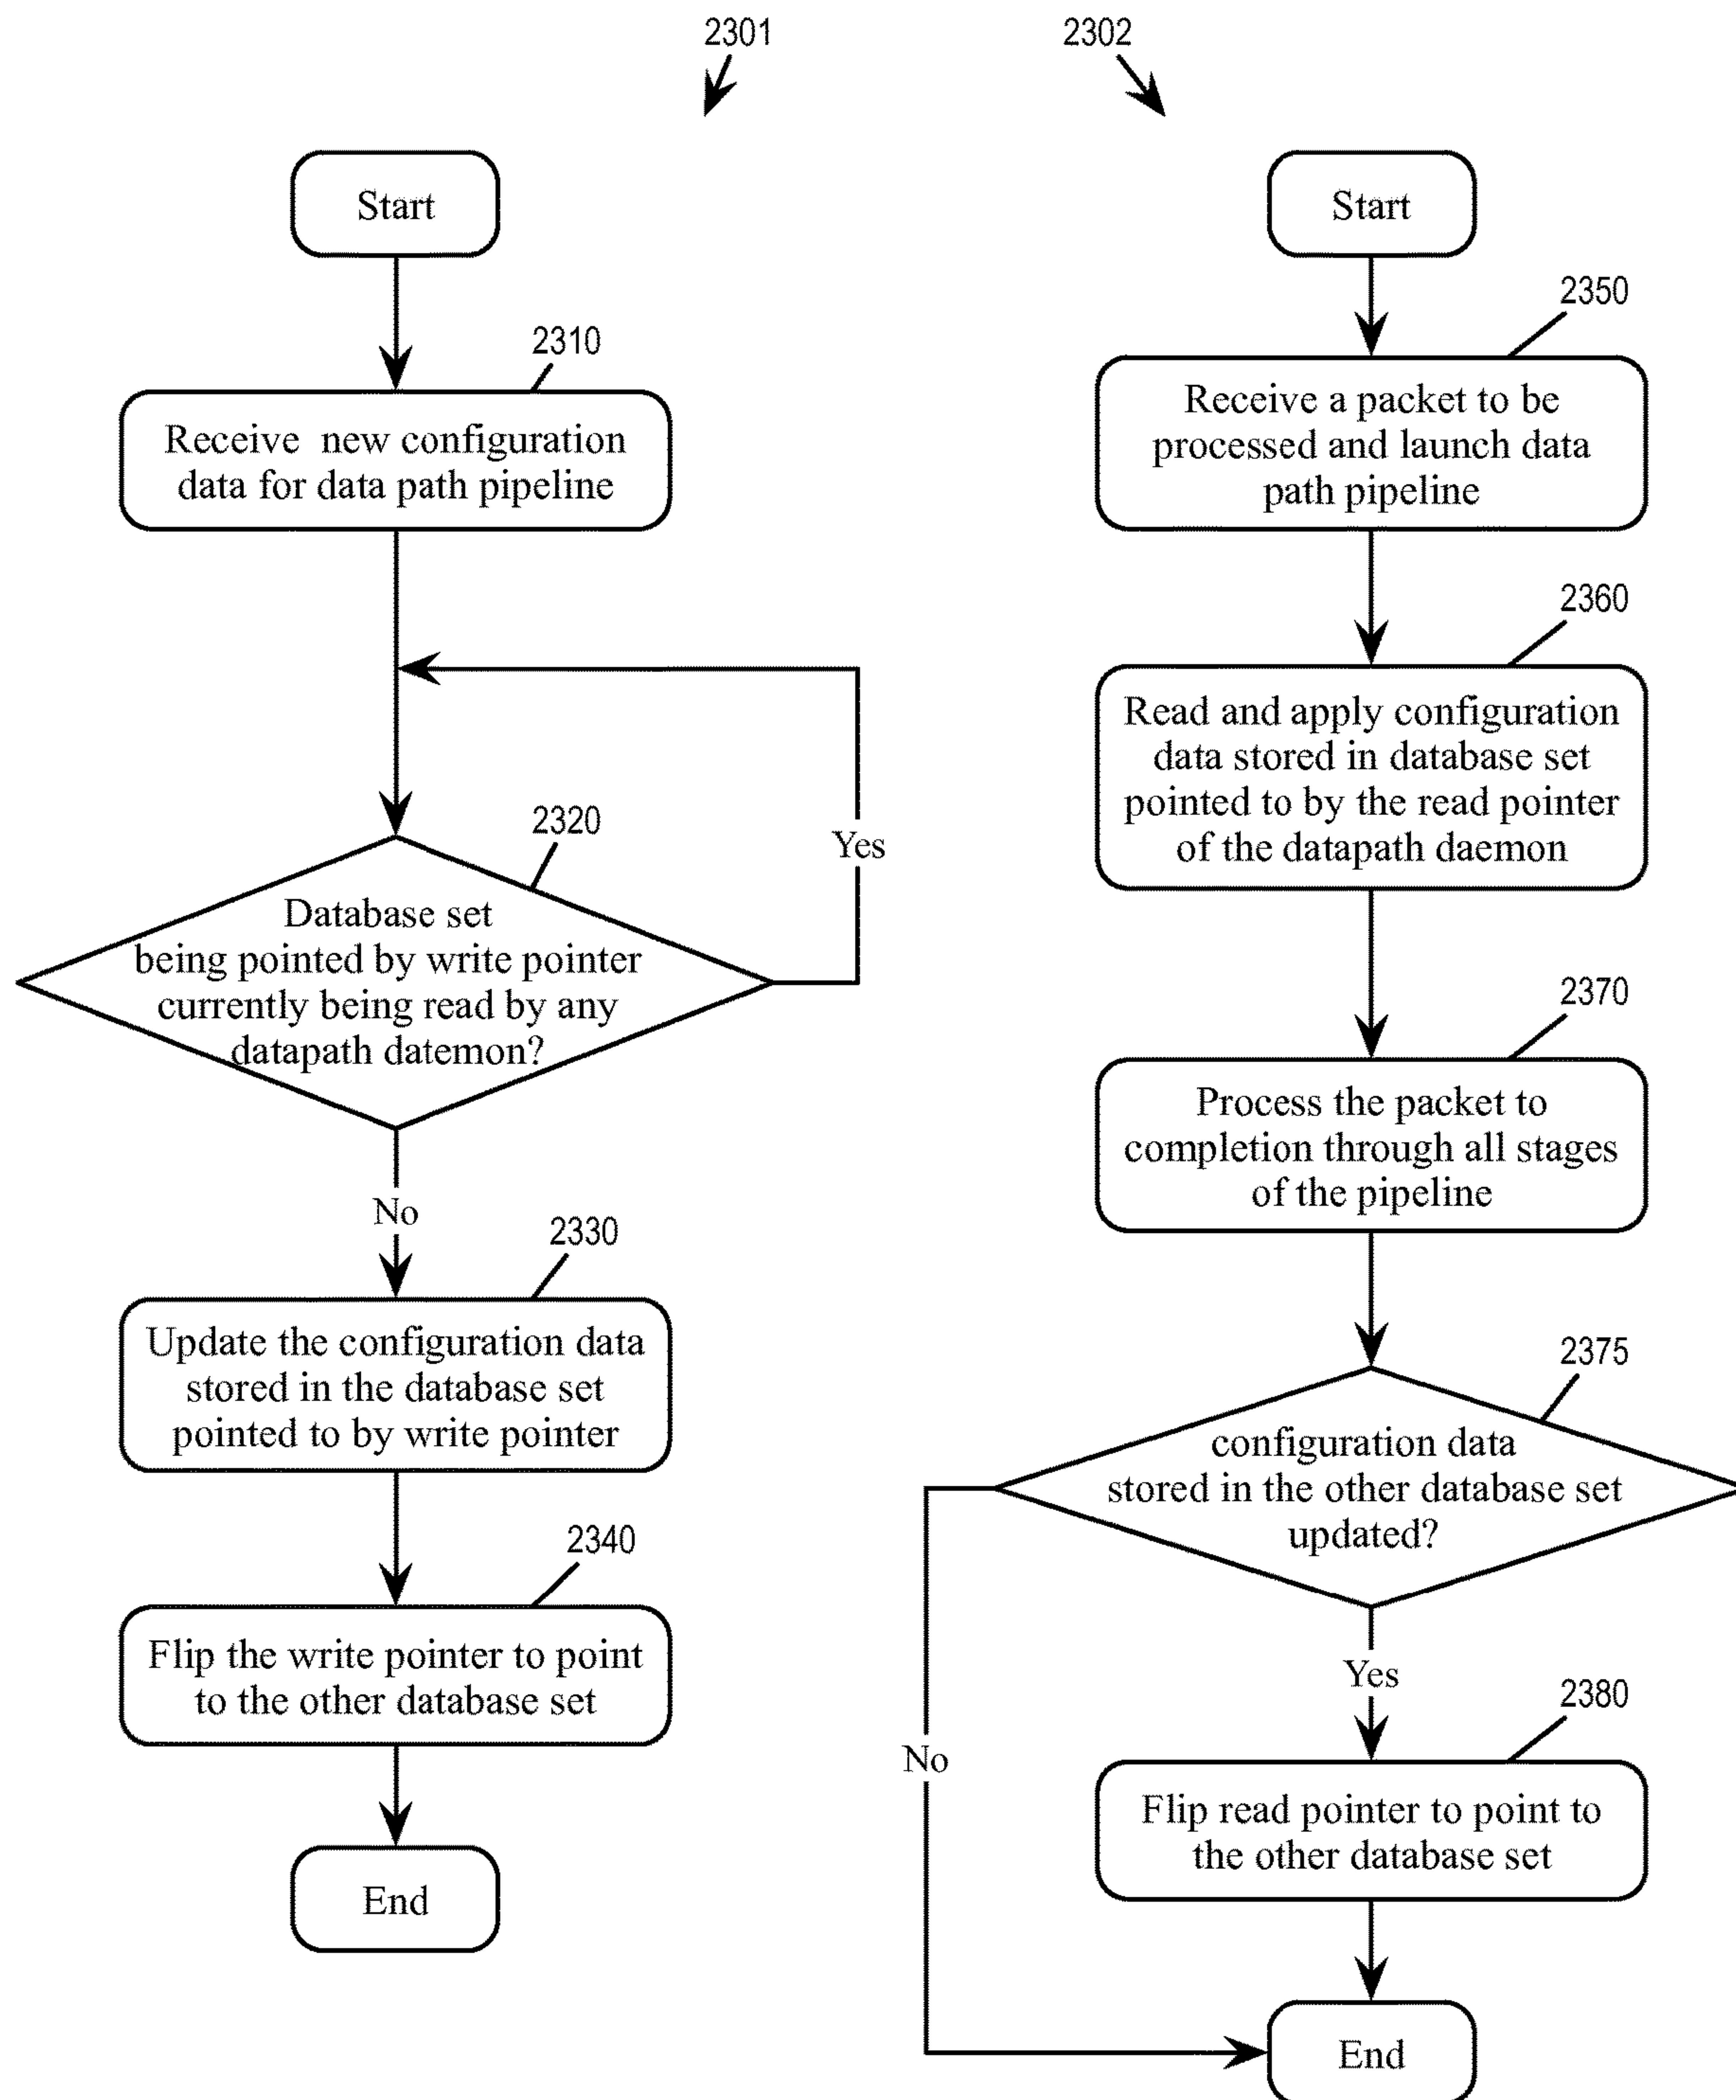 2301
Start
2310
Receive new configuration
data for data path pipeline
2320
Database set
being pointed by write pointer
currently being read by any
datapath datemon?
Yes
No
2330
Update the configuration data
stored in the database set
pointed to by write pointer
2340
Flip the write pointer to point
to the other database set
End
2302
Start
2350
Receive a packet to be
processed and launch data
path pipeline
2360
Read and apply configuration
data stored in database set
pointed to by the read pointer
of the datapath daemon
2370
Process the packet to
completion through all stages
of the pipeline
2375
configuration data
stored in the other database set
updated?
Yes
No
2380
Flip read pointer to point to
the other database set
End